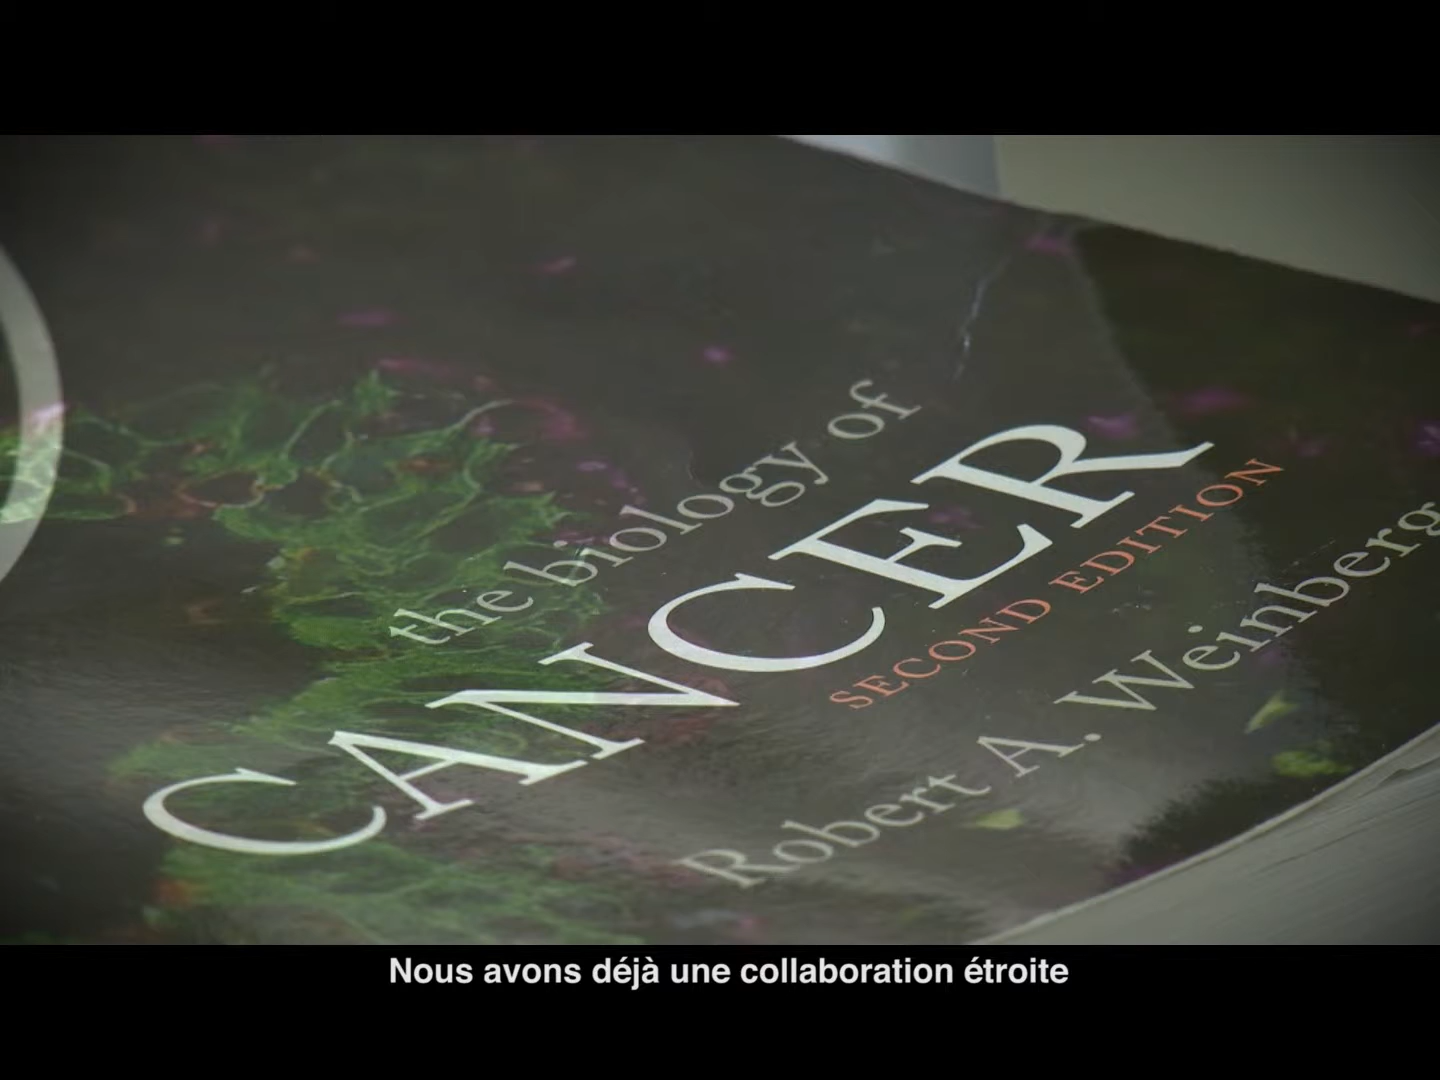 the biology of
CANCER
SECOND EDITION
Robert A. Weinberg
Nous avons déjà une collaboration étroite